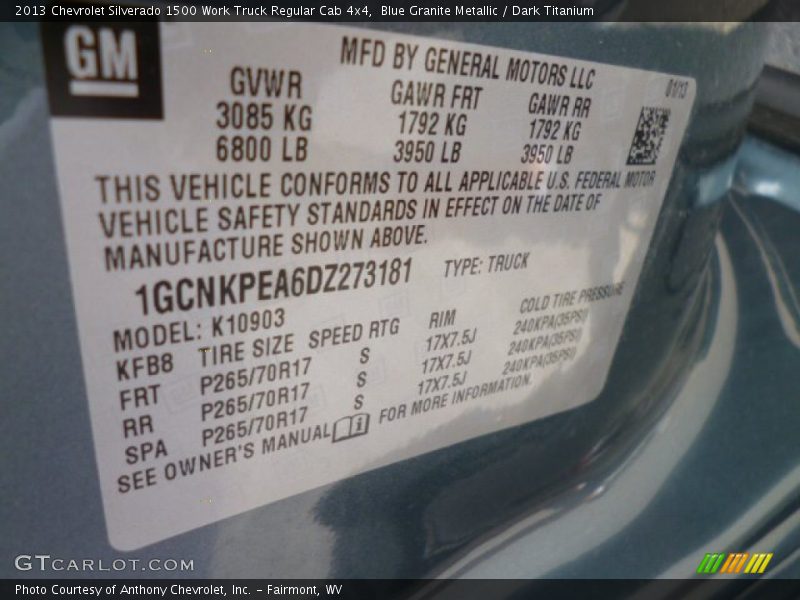 2013 Chevrolet Silverado 1500 Work Truck Regular Cab 4x4,  Blue Granite Metallic / Dark Titanium
GM
MFD BY GENERAL MOTORS LLC
GVWR GAWR FRT GAWR RR 01/13
3085 KG 1792 KG 1792 KG
6800 LB 3950 LB 3950 LB
THIS VEHICLE CONFORMS TO ALL APPLICABLE U.S. FEDERAL MOTOR
VEHICLE SAFETY STANDARDS IN EFFECT ON THE DATE OF
MANUFACTURE SHOWN ABOVE.
1GCNKPEA6DZ273181 TYPE: TRUCK
MODEL: K10903
KFB8 TIRE SIZE SPEED RTG RIM COLD TIRE PRESSURE
FRT P265/70R17 S 17X7.5J 240KPA(35PSI)
RR P265/70R17 S 17X7.5J 240KPA(35PSI)
SPA P265/70R17 S 17X7.5J 240KPA(35PSI)
SEE OWNER'S MANUAL i FOR MORE INFORMATION.
GTCARLOT.COM
Photo Courtesy of Anthony Chevrolet, Inc. – Fairmont, WV